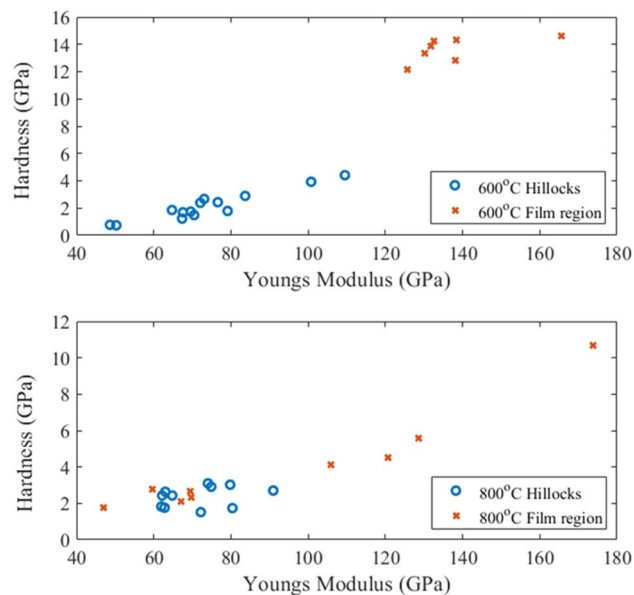 16
14
12
10
8
6
4
2
0
Hardness (GPa)
600°C Hillocks
600°C Film region
40 60 80 100 120 140 160 180
Youngs Modulus (GPa)
12
10
8
6
4
2
0
Hardness (GPa)
800°C Hillocks
800°C Film region
40 60 80 100 120 140 160 180
Youngs Modulus (GPa)